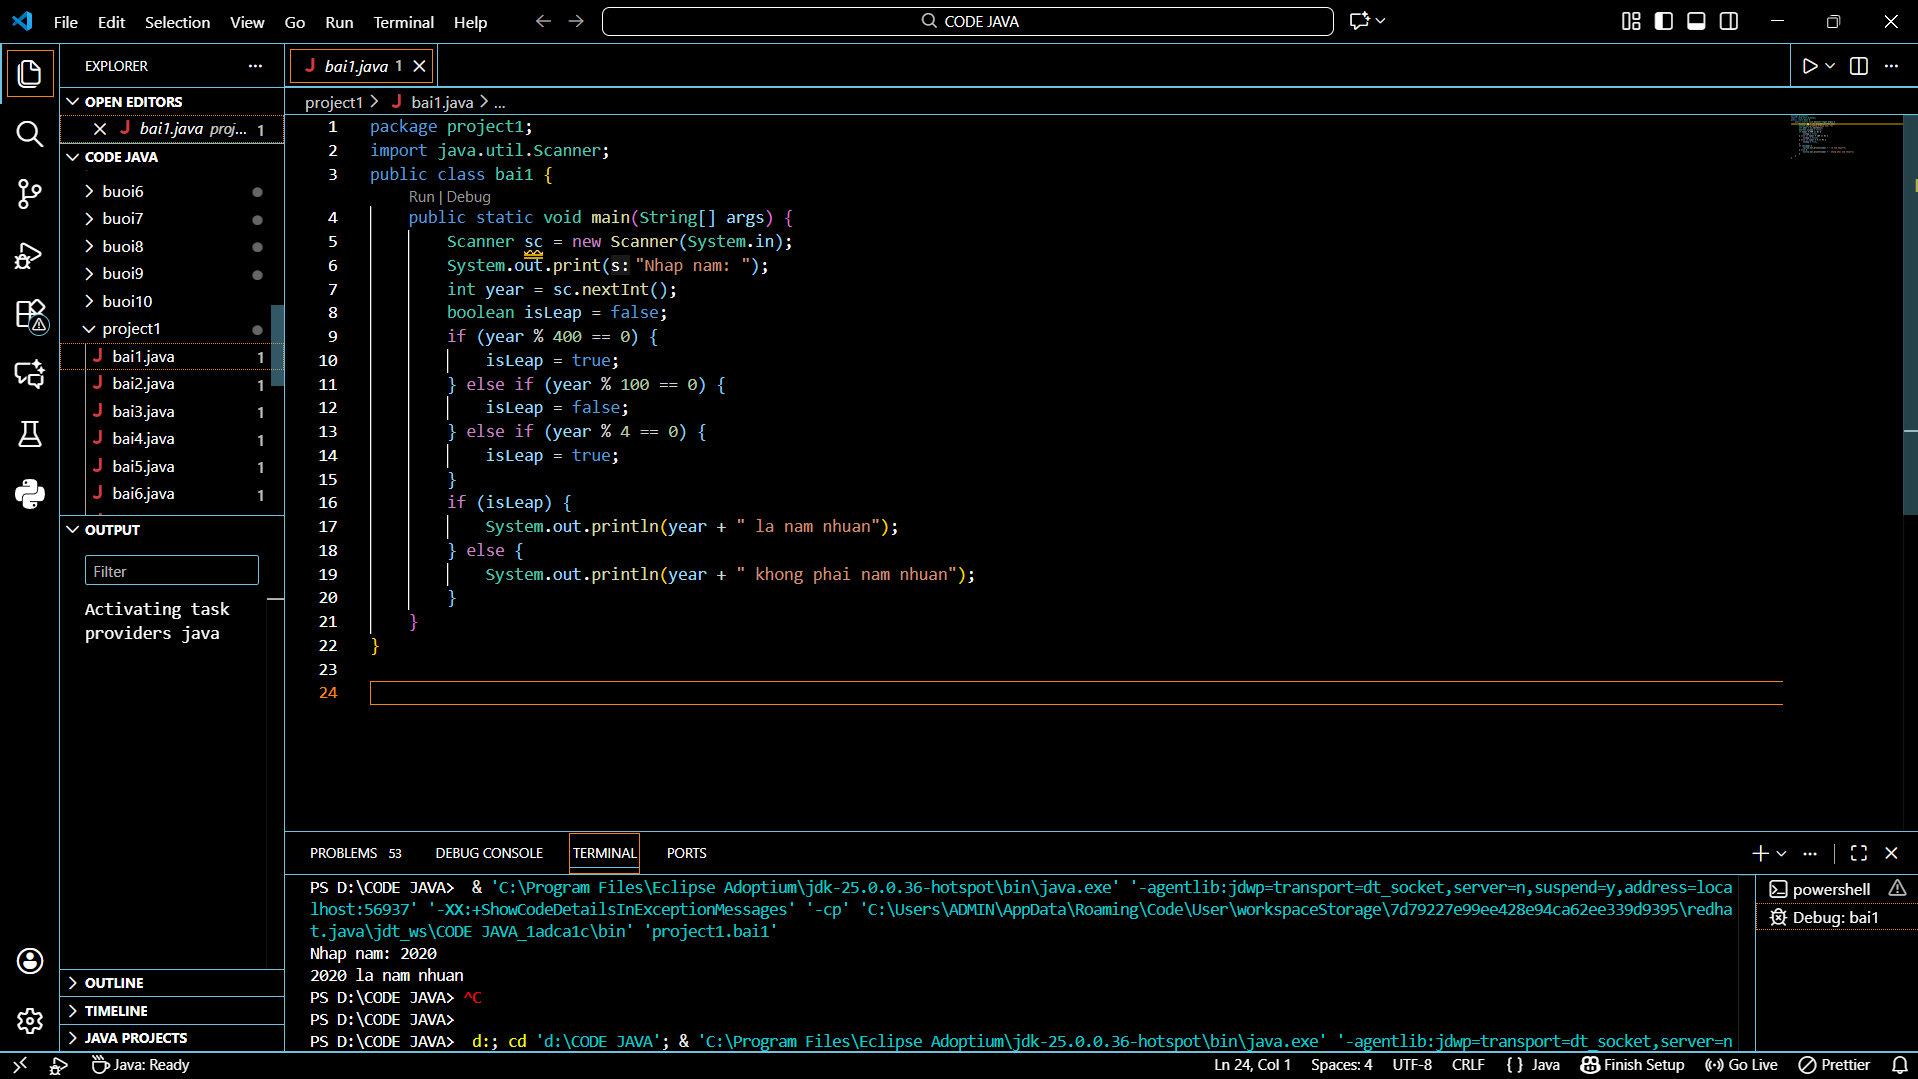 File Edit Selection View Go Run Terminal Help
CODE JAVA
EXPLORER
OPEN EDITORS
bai1.java proj... 1
CODE JAVA
buoi6
buoi7
buoi8
buoi9
buoi10
project1
bai1.java 1
bai2.java 1
bai3.java 1
bai4.java 1
bai5.java 1
bai6.java 1
OUTPUT
Filter
Activating task
providers java
OUTLINE
TIMELINE
JAVA PROJECTS
bai1.java 1
project1 > J bai1.java > ...
1 package project1;
2 import java.util.Scanner;
3 public class bai1 {
Run | Debug
4 public static void main(String[] args) {
5 Scanner sc = new Scanner(System.in);
6 System.out.print(s: "Nhap nam: ");
7 int year = sc.nextInt();
8 boolean isLeap = false;
9 if (year % 400 == 0) {
10 isLeap = true;
11 } else if (year % 100 == 0) {
12 isLeap = false;
13 } else if (year % 4 == 0) {
14 isLeap = true;
15 }
16 if (isLeap) {
17 System.out.println(year + " la nam nhuan");
18 } else {
19 System.out.println(year + " khong phai nam nhuan");
20 }
21 }
22 }
23
24
PROBLEMS 53 DEBUG CONSOLE TERMINAL PORTS
PS D:\CODE JAVA> & 'C:\Program Files\Eclipse Adoptium\jdk-25.0.0.36-hotspot\bin\java.exe' '-agentlib:jdwp=transport=dt_socket,server=n,suspend=y,address=loca
lhost:56937' '-XX:+ShowCodeDetailsInExceptionMessages' '-cp' 'C:\Users\ADMIN\AppData\Roaming\Code\User\workspaceStorage\7d79227e99ee428e94ca62ee339d9395\redha
t.java\jdt_ws\CODE JAVA_1adca1c\bin' 'project1.bai1'
Nhap nam: 2020
2020 la nam nhuan
PS D:\CODE JAVA> ^C
PS D:\CODE JAVA>
PS D:\CODE JAVA> d:; cd 'd:\CODE JAVA'; & 'C:\Program Files\Eclipse Adoptium\jdk-25.0.0.36-hotspot\bin\java.exe' '-agentlib:jdwp=transport=dt_socket,server=n
powershell
Debug: bai1
Java: Ready
Ln 24, Col 1 Spaces: 4 UTF-8 CRLF { } Java Finish Setup Go Live Prettier